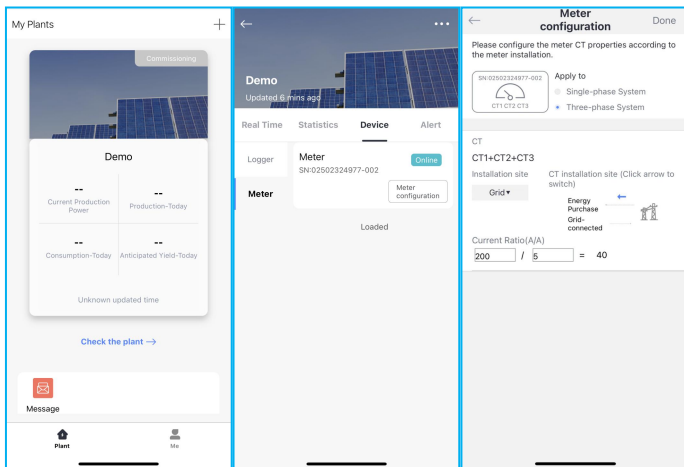 My Plants
+
Commissioning
Demo
--
Current Production
Power
--
Production-Today
--
Consumption-Today
--
Anticipated Yield-Today
Unknown updated time
Check the plant →
Message
Plant
Me
←
•••
Demo
Updated 6 mins ago
Real Time Statistics Device Alert
Logger
Meter
Meter
SN:02502324977-002
Online
Meter
configuration
Loaded
←
Meter
configuration
Done
Please configure the meter CT properties according to
the meter installation.
SN:02502324977-002
CT1 CT2 CT3
Apply to
Single-phase System
Three-phase System
CT
CT1+CT2+CT3
Installation site
Grid▾
CT installation site (Click arrow to
switch)
Energy
Purchase
←
Grid-
connected
Current Ratio(A/A)
200 / 5 = 40